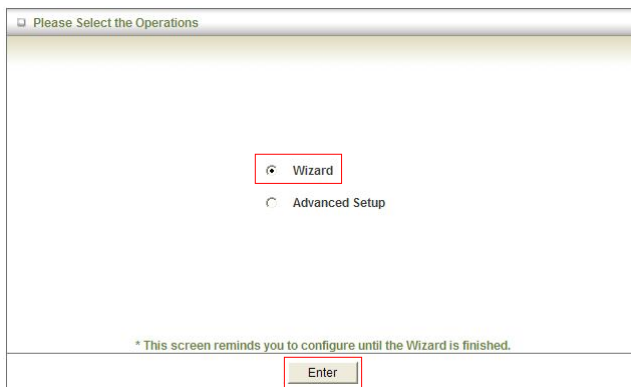 Please Select the Operations
Wizard
Advanced Setup
* This screen reminds you to configure until the Wizard is finished.
Enter